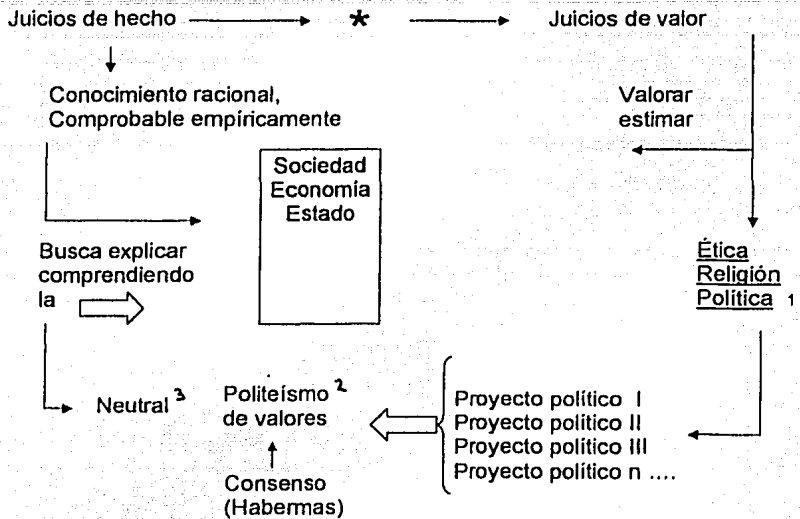 Juicios de hecho * Juicios de valor
Conocimiento racional,
Comprobable empíricamente
Valorar
estimar
Sociedad
Economía
Estado
Busca explicar
comprendiendo
la
Ética
Religión
Política 1
Neutral 3
Politeísmo 2
de valores
Proyecto político I
Proyecto político II
Proyecto político III
Proyecto político n ....
Consenso
(Habermas)